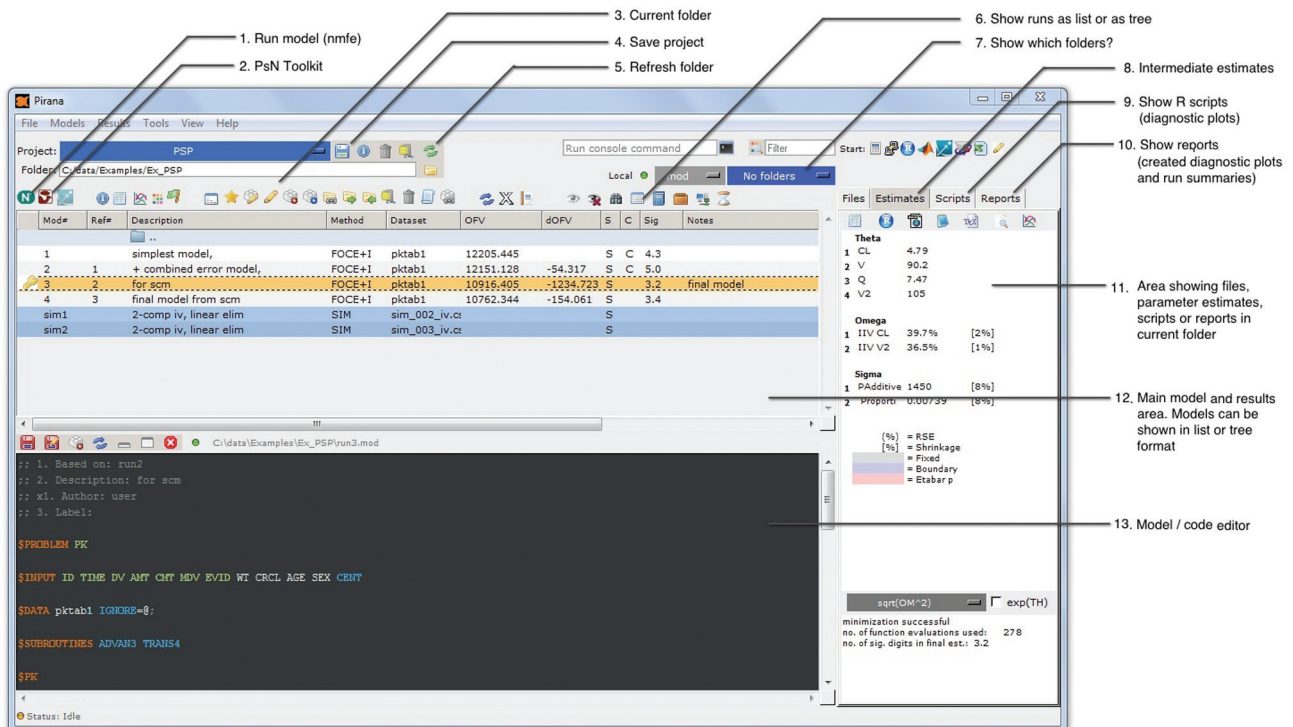 1. Run model (nmfe)
2. PsN Toolkit
3. Current folder
4. Save project
5. Refresh folder
6. Show runs as list or as tree
7. Show which folders?
8. Intermediate estimates
9. Show R scripts
(diagnostic plots)
10. Show reports
(created diagnostic plots
and run summaries)
11. Area showing files,
parameter estimates,
scripts or reports in
current folder
12. Main model and results
area. Models can be
shown in list or tree
format
13. Model / code editor
Pirana
File Models Results Tools View Help
Project: PSP
Run console command
Filter
Start:
Folder: C:/data/Examples/Ex_PSP
Local
mod
No folders
Files Estimates Scripts Reports
Mod# Ref# Description Method Dataset OFV dOFV S C Sig Notes
..
1 simplest model, FOCE+I pktab1 12205.445 S C 4.3
2 1 + combined error model, FOCE+I pktab1 12151.128 -54.317 S C 5.0
3 2 for scm FOCE+I pktab1 10916.405 -1234.723 S 3.2 final model
4 3 final model from scm FOCE+I pktab1 10762.344 -154.061 S 3.4
sim1 2-comp iv, linear elim SIM sim_002_iv.cs S
sim2 2-comp iv, linear elim SIM sim_003_iv.cs S
Theta
1 CL 4.79
2 V 90.2
3 Q 7.47
4 V2 105
Omega
1 IIV CL 39.7% [2%]
2 IIV V2 36.5% [1%]
Sigma
1 PAdditive 1450 [8%]
2 Proporti 0.00739 [8%]
(%) = RSE
[%] = Shrinkage
= Fixed
= Boundary
= Etabar p
C:\data\Examples\Ex_PSP\run3.mod
;; 1. Based on: run2
;; 2. Description: for scm
;; x1. Author: user
;; 3. Label:
$PROBLEM PK
$INPUT ID TIME DV AMT CMT MDV EVID WT CRCL AGE SEX CENT
$DATA pktab1 IGNORE=@;
$SUBROUTINES ADVAN3 TRANS4
$PK
sqrt(OM^2) exp(TH)
minimization successful
no. of function evaluations used: 278
no. of sig. digits in final est.: 3.2
Status: Idle